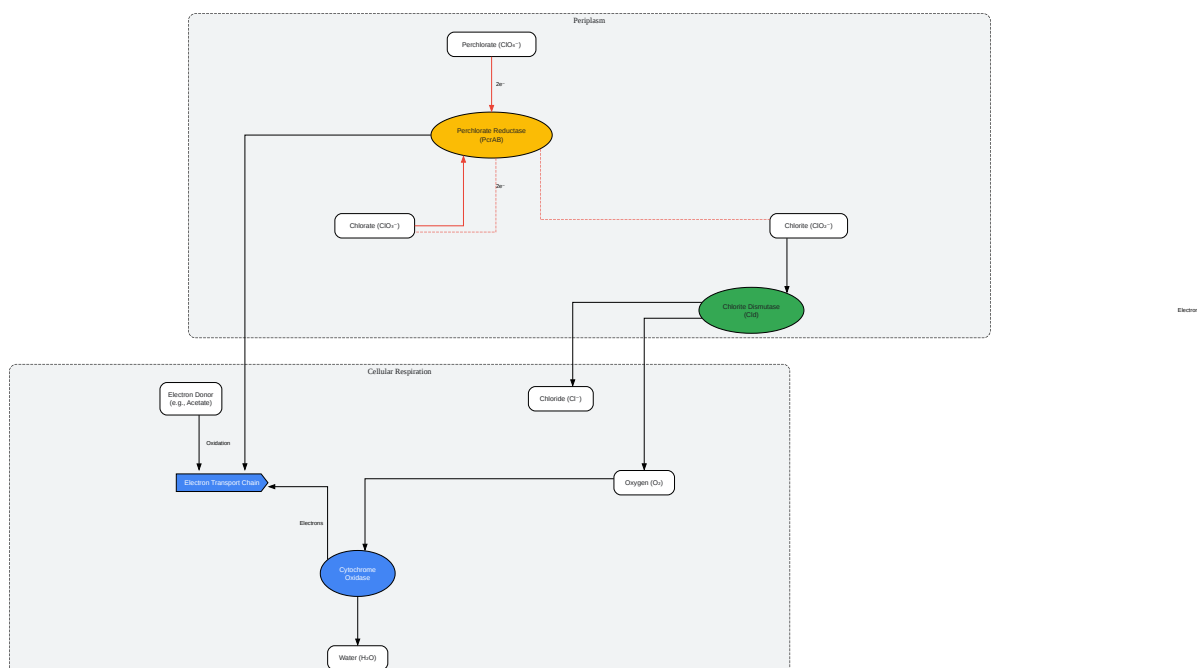 Periplasm
Perchlorate (ClO₄⁻)
2e⁻
Perchlorate Reductase
(PcrAB)
2e⁻
Chlorate (ClO₃⁻)
Chlorite (ClO₂⁻)
Chlorite Dismutase
(Cld)
Electron
Cellular Respiration
Electron Donor
(e.g., Acetate)
Chloride (Cl⁻)
Oxidation
Electron Transport Chain
Oxygen (O₂)
Electrons
Cytochrome
Oxidase
Water (H₂O)